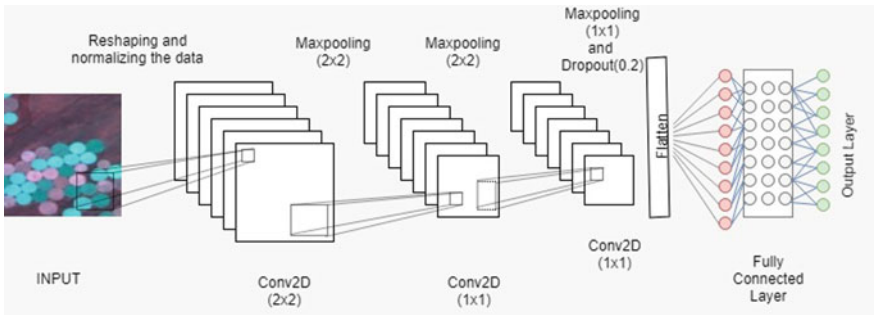 Reshaping and
normalizing the data
Maxpooling
(2x2)
Maxpooling
(2x2)
Maxpooling
(1x1)
and
Dropout(0.2)
Flatten
Output Layer
INPUT
Conv2D
(2x2)
Conv2D
(1x1)
Conv2D
(1x1)
Fully
Connected
Layer